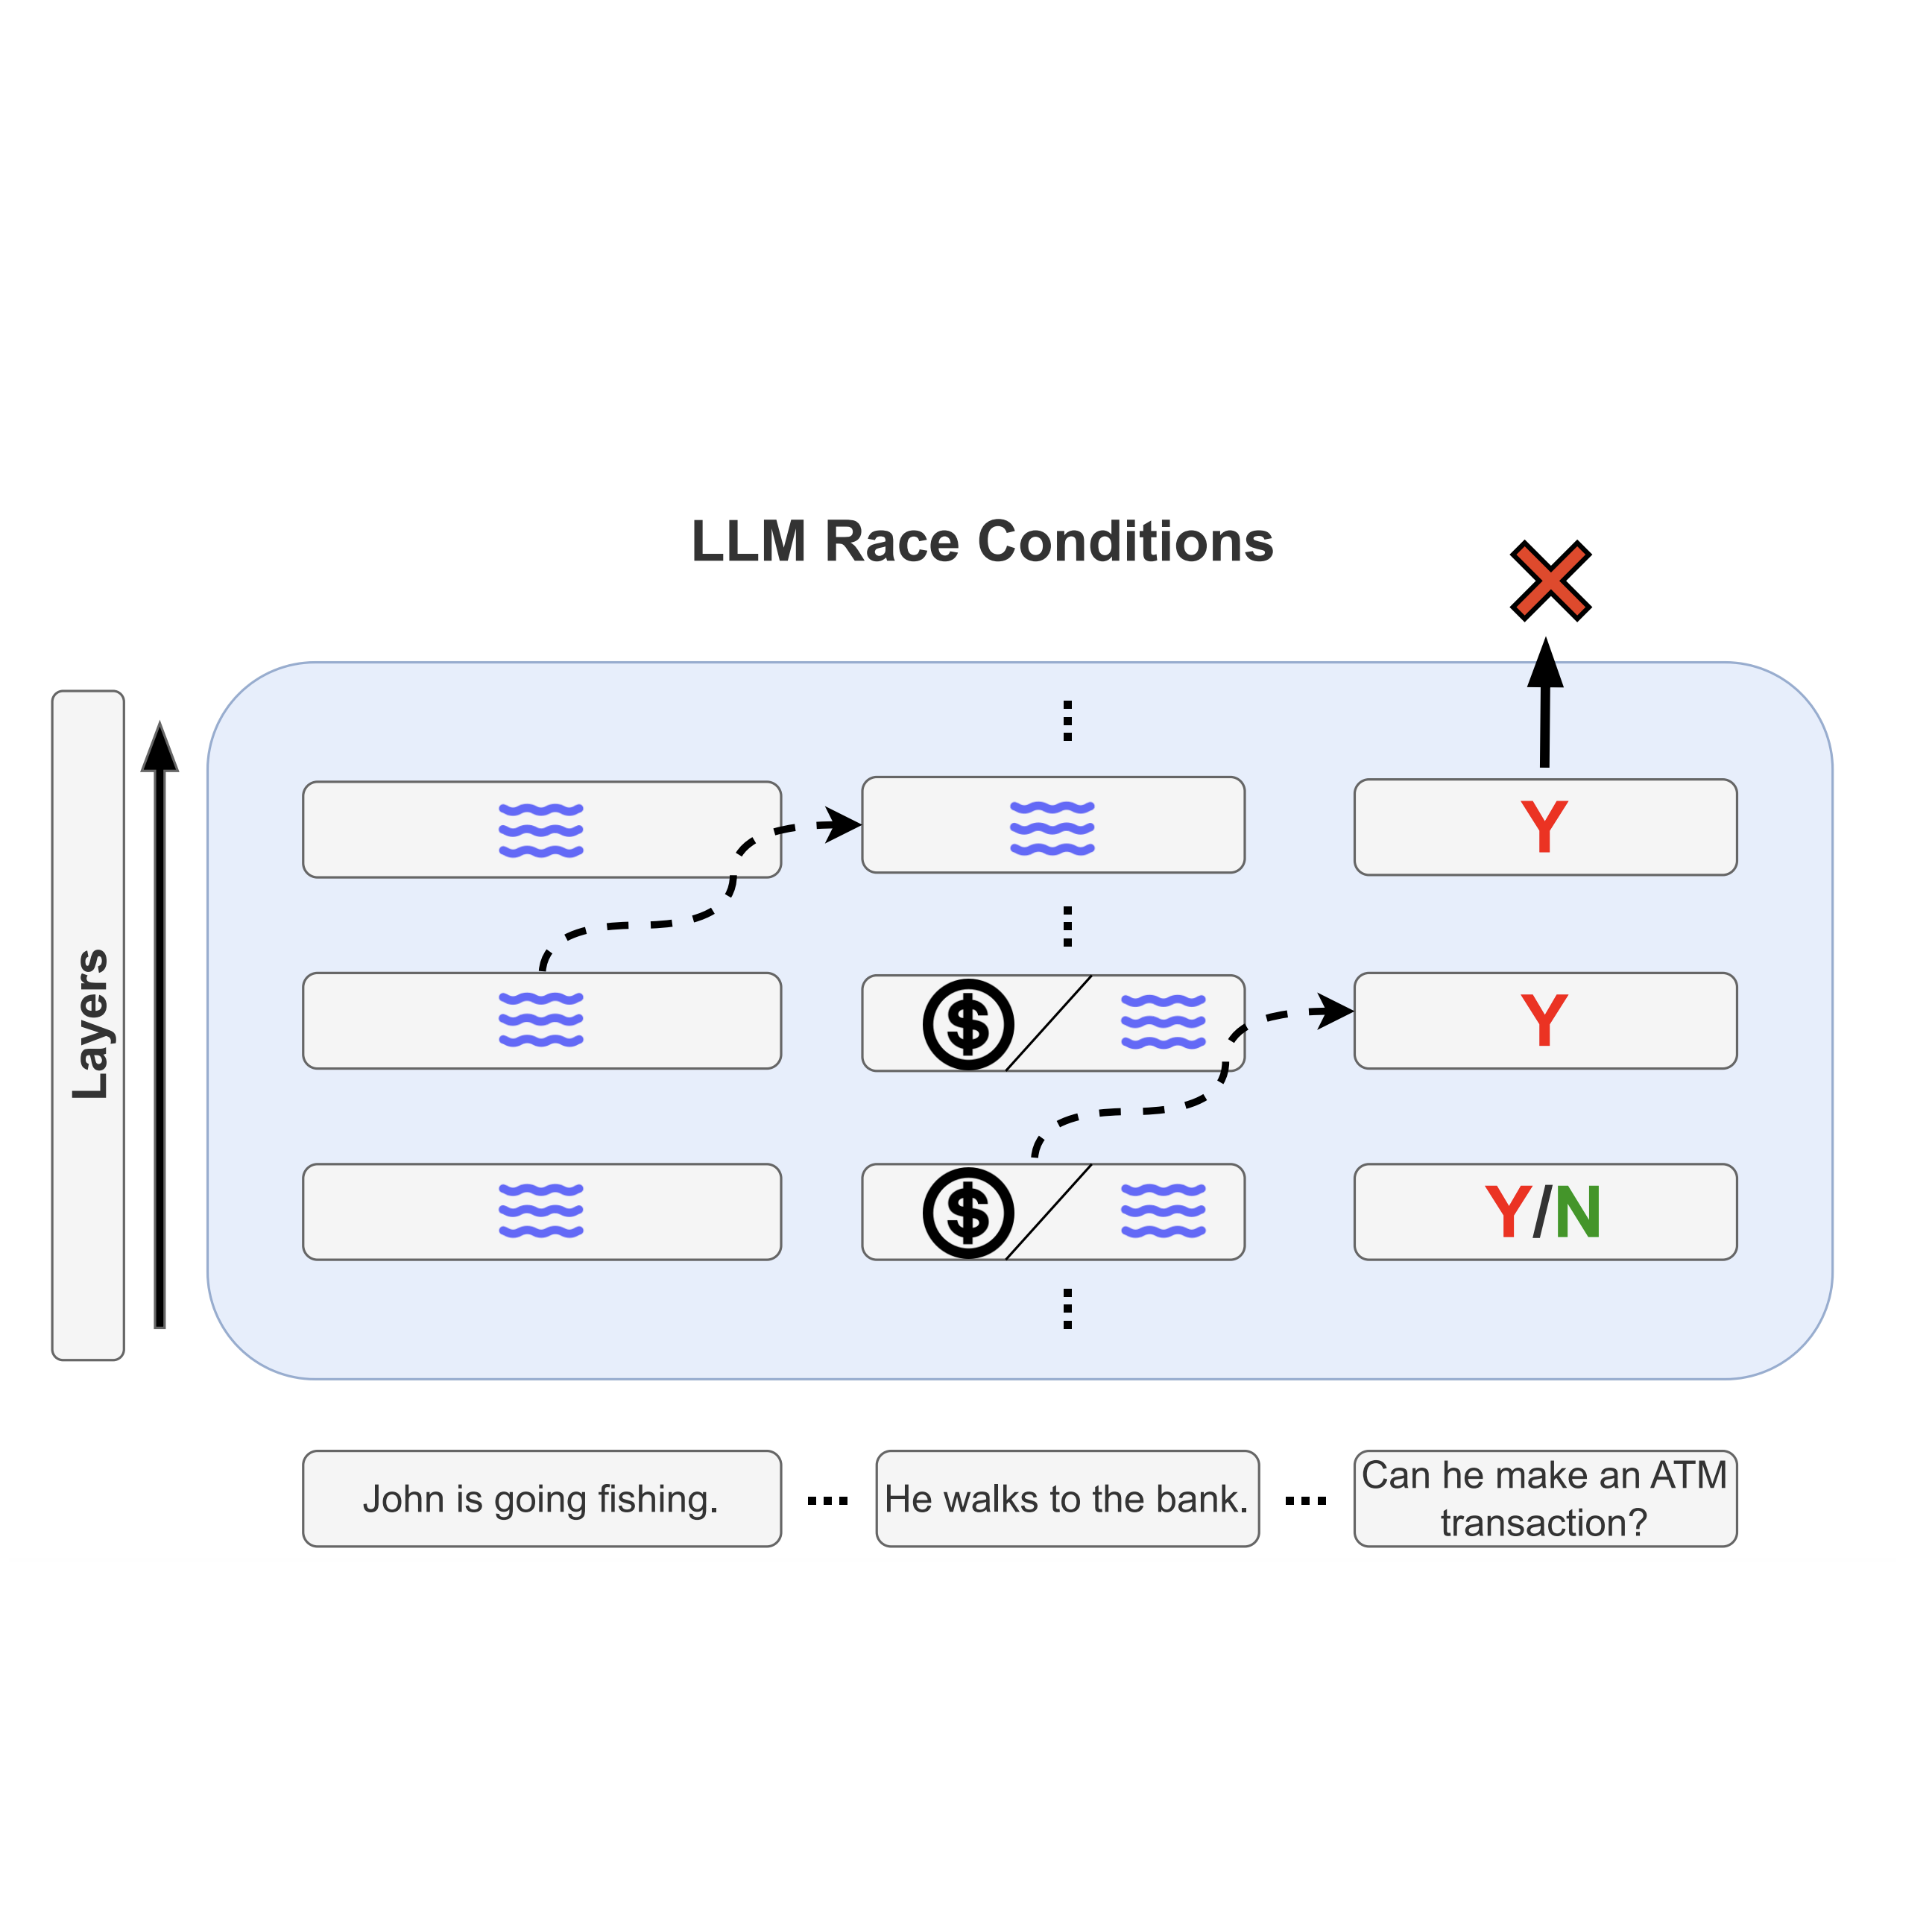 LLM Race Conditions
Layers
Y
$
Y
$
Y/N
John is going fishing.
He walks to the bank.
Can he make an ATM
transaction?